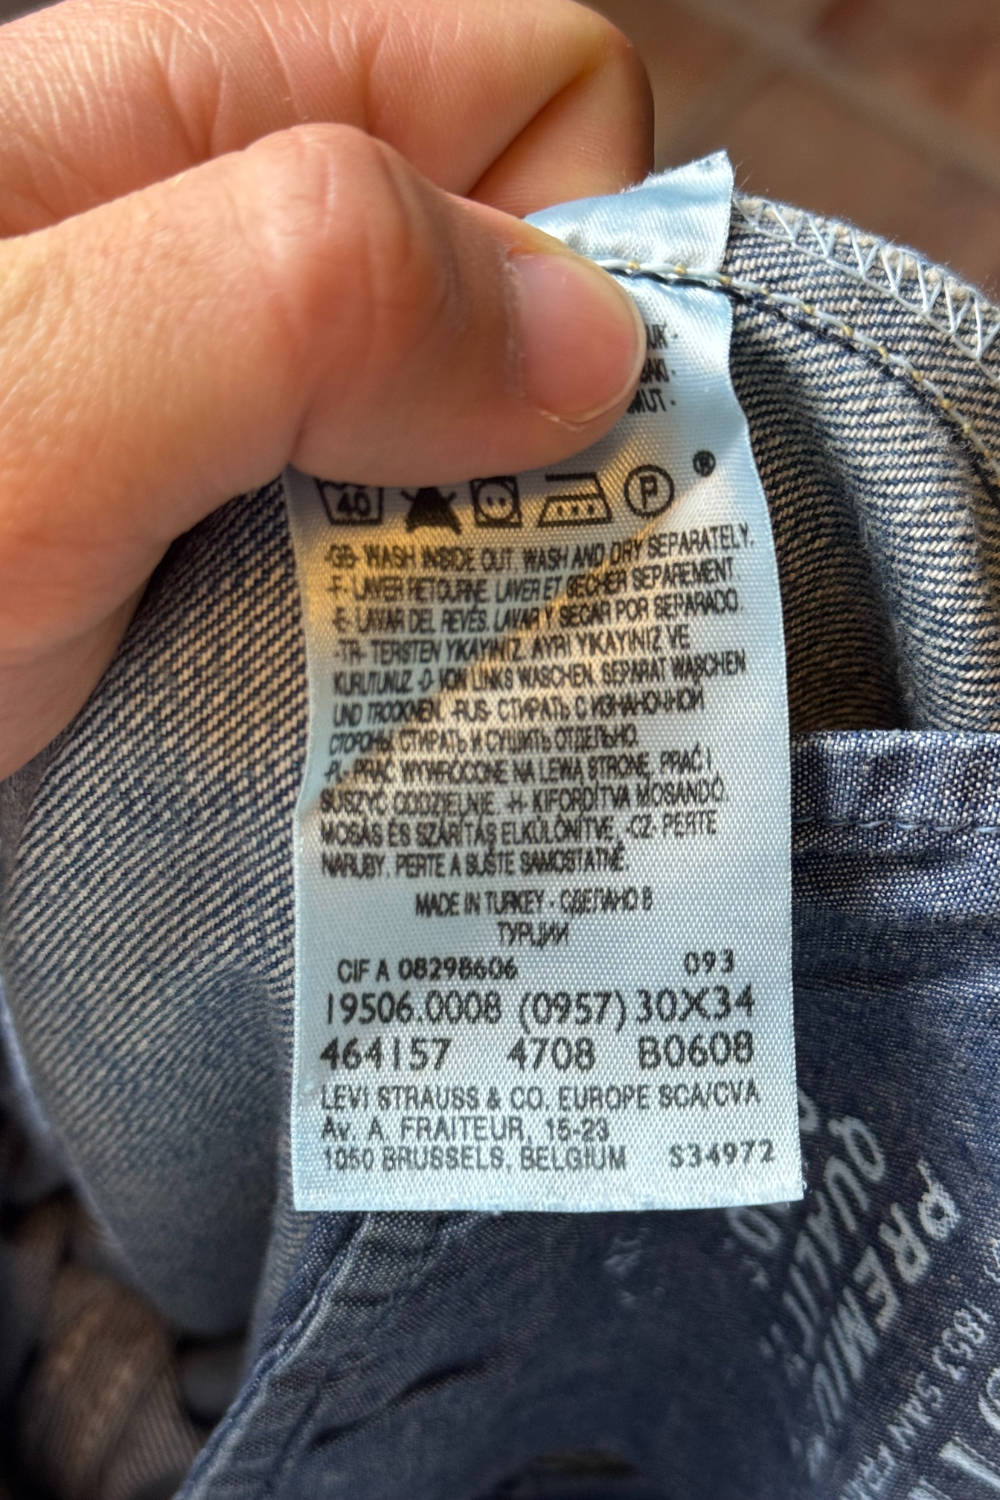 40
P
®
-GB- WASH INSIDE OUT. WASH AND DRY SEPARATELY.
-F- LAVER RETOURNE. LAVER ET SECHER SEPAREMENT
-E- LAVAR DEL REVÉS. LAVAR Y SECAR POR SEPARADO.
-TR- TERSTEN YIKAYINIZ. AYRI YIKAYINIZ VE
KURUTUNUZ -D- VON LINKS WASCHEN. SEPARAT WASCHEN
UND TROCKNEN. -RUS- СТИРАТЬ С ИЗНАНОЧНОЙ
СТОРОНЫ. СТИРАТЬ И СУШИТЬ ОТДЕЛЬНО.
-PL- PRAĆ WYWRÓCONE NA LEWĄ STRONĘ, PRAĆ I
SUSZYĆ ODDZIELNIE. -H- KIFORDÍTVA MOSANDÓ.
MOSÁS ÉS SZÁRÍTÁS ELKÜLÖNÍTVE. -CZ- PERTE
NARUBY. PERTE A SUŠTE SAMOSTATNĚ
MADE IN TURKEY - СДЕЛАНО В
ТУРЦИИ
CIF A 08298606 093
19506.0008 (0957) 30X34
464157 4708 B0608
LEVI STRAUSS & CO. EUROPE SCA/CVA
Av. A. FRAITEUR, 15-23
1050 BRUSSELS, BELGIUM S34972
QUALITY
PREMIUM
SAN